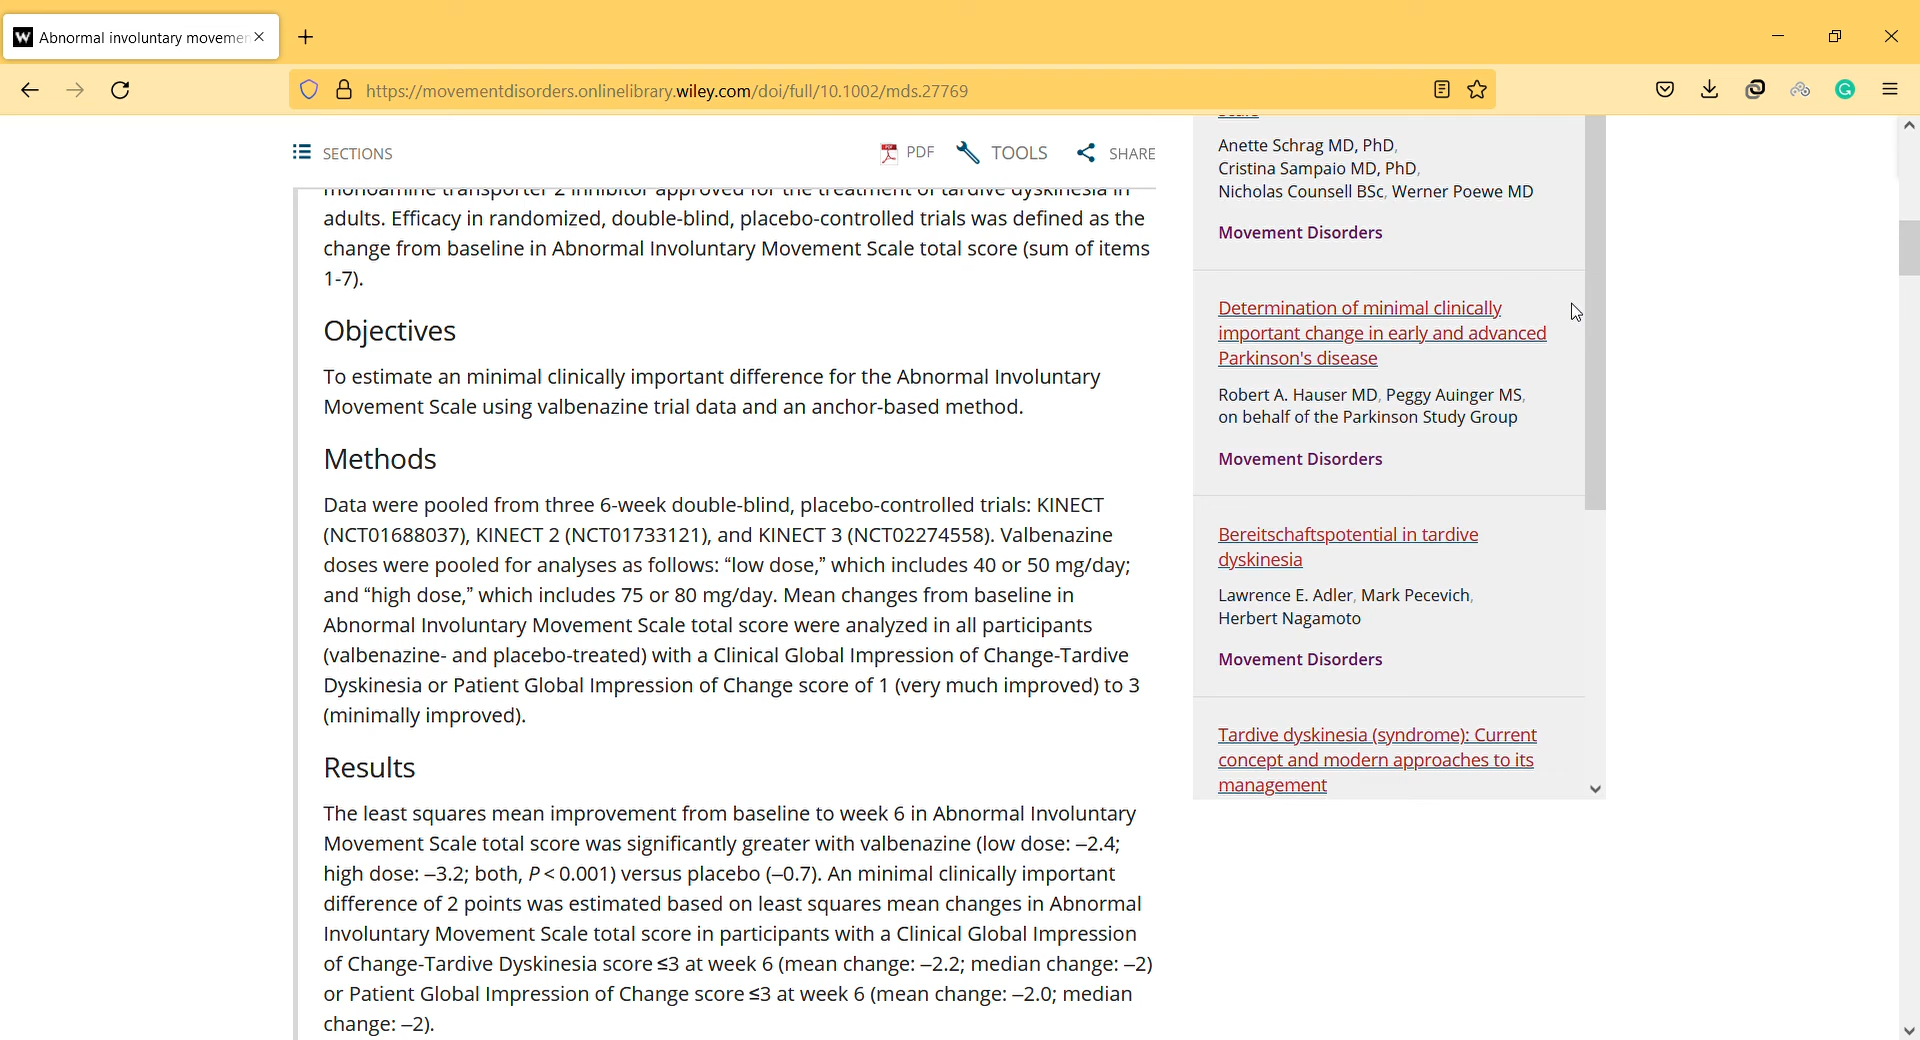 Abnormal involuntary movemen
https://movementdisorders.onlinelibrary.wiley.com/doi/full/10.1002/mds.27769
SECTIONS
PDF
TOOLS
SHARE
monoamine transporter 2 inhibitor approved for the treatment of tardive dyskinesia in
adults. Efficacy in randomized, double-blind, placebo-controlled trials was defined as the
change from baseline in Abnormal Involuntary Movement Scale total score (sum of items
1-7).
Objectives
To estimate an minimal clinically important difference for the Abnormal Involuntary
Movement Scale using valbenazine trial data and an anchor-based method.
Methods
Data were pooled from three 6-week double-blind, placebo-controlled trials: KINECT
(NCT01688037), KINECT 2 (NCT01733121), and KINECT 3 (NCT02274558). Valbenazine
doses were pooled for analyses as follows: “low dose,” which includes 40 or 50 mg/day;
and “high dose,” which includes 75 or 80 mg/day. Mean changes from baseline in
Abnormal Involuntary Movement Scale total score were analyzed in all participants
(valbenazine- and placebo-treated) with a Clinical Global Impression of Change-Tardive
Dyskinesia or Patient Global Impression of Change score of 1 (very much improved) to 3
(minimally improved).
Results
The least squares mean improvement from baseline to week 6 in Abnormal Involuntary
Movement Scale total score was significantly greater with valbenazine (low dose: –2.4;
high dose: –3.2; both, P < 0.001) versus placebo (–0.7). An minimal clinically important
difference of 2 points was estimated based on least squares mean changes in Abnormal
Involuntary Movement Scale total score in participants with a Clinical Global Impression
of Change-Tardive Dyskinesia score ≤3 at week 6 (mean change: –2.2; median change: –2)
or Patient Global Impression of Change score ≤3 at week 6 (mean change: –2.0; median
change: –2).
Anette Schrag MD, PhD,
Cristina Sampaio MD, PhD,
Nicholas Counsell BSc, Werner Poewe MD
Movement Disorders
Determination of minimal clinically
important change in early and advanced
Parkinson's disease
Robert A. Hauser MD, Peggy Auinger MS,
on behalf of the Parkinson Study Group
Movement Disorders
Bereitschaftspotential in tardive
dyskinesia
Lawrence E. Adler, Mark Pecevich,
Herbert Nagamoto
Movement Disorders
Tardive dyskinesia (syndrome): Current
concept and modern approaches to its
management